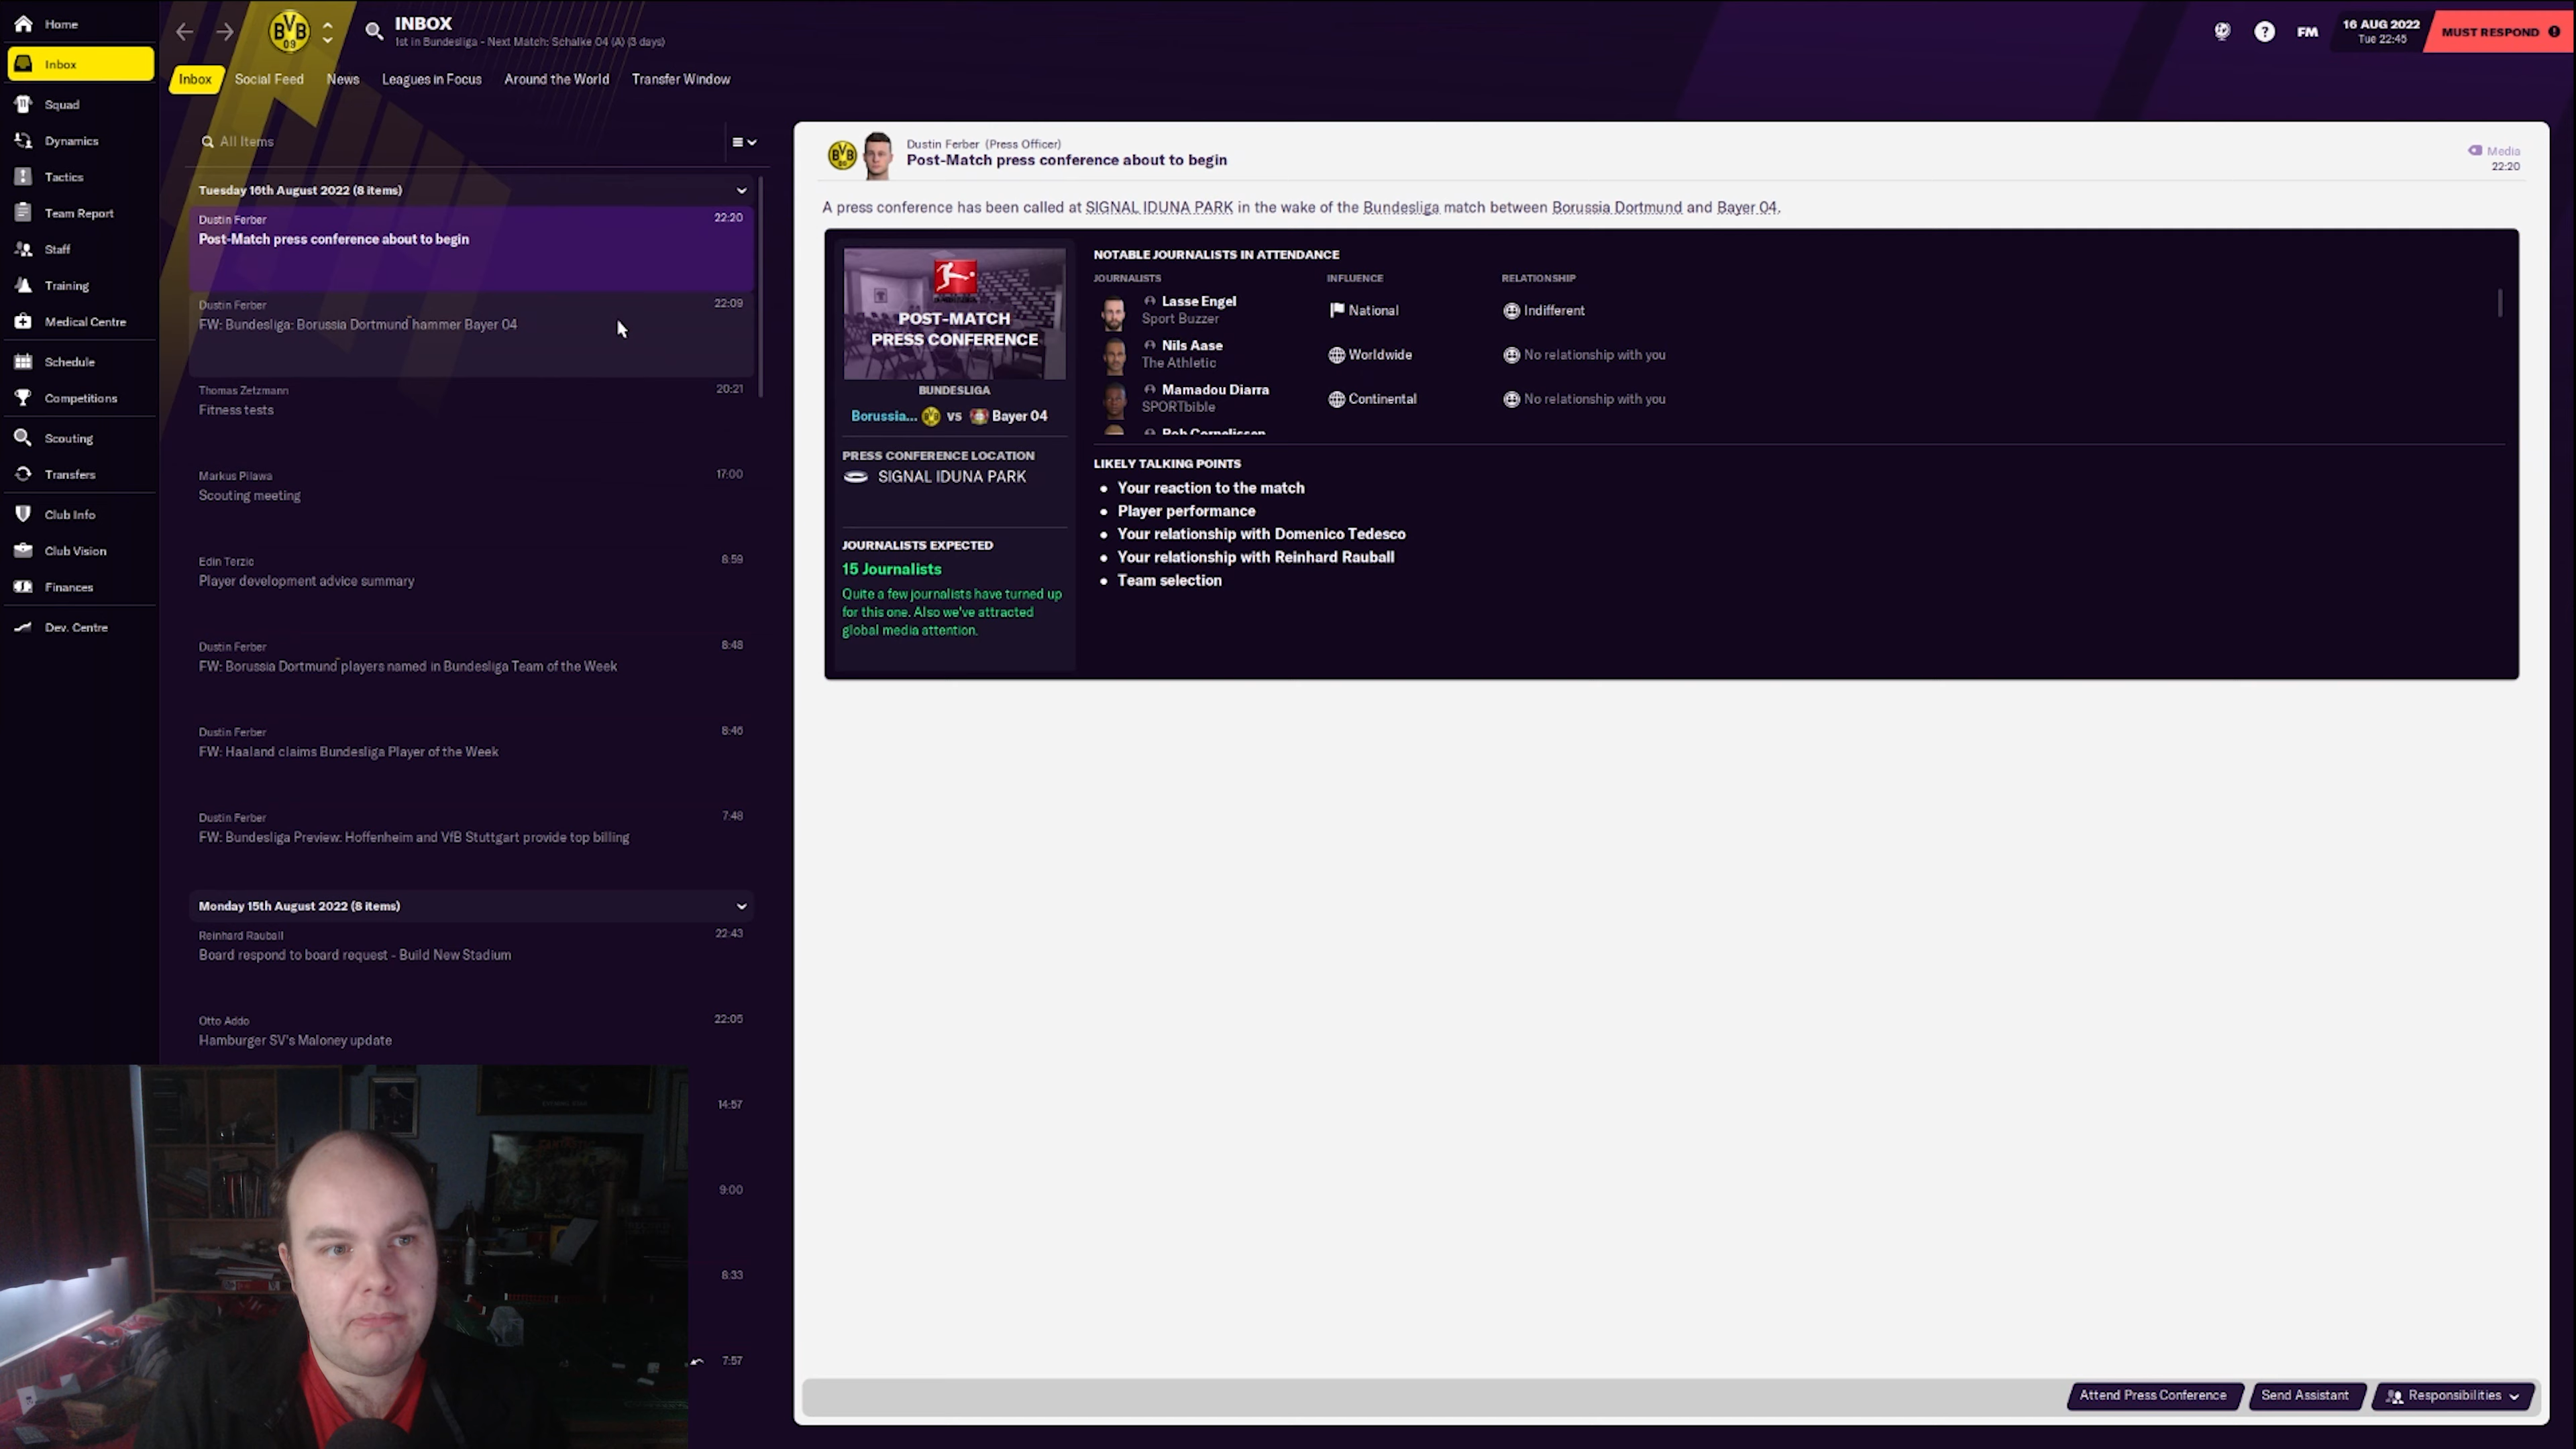 Home
Inbox
Squad
Dynamics
Tactics
Team Report
Staff
Training
Medical Centre
Schedule
Competitions
Scouting
Transfers
Club Info
Club Vision
Finances
Dev. Centre
BVB
09
INBOX
1st in Bundesliga - Next Match: Schalke 04 (A) (3 days)
FM
16 AUG 2022
Tue 22:45
MUST RESPOND
Inbox
Social Feed
News
Leagues in Focus
Around the World
Transfer Window
All Items
Tuesday 16th August 2022 (8 items)
Dustin Ferber 22:20
Post-Match press conference about to begin
Dustin Ferber 22:09
FW: Bundesliga: Borussia Dortmund hammer Bayer 04
Thomas Zetzmann 20:21
Fitness tests
Markus Pilawa 17:00
Scouting meeting
Edin Terzic 8:59
Player development advice summary
Dustin Ferber 8:48
FW: Borussia Dortmund players named in Bundesliga Team of the Week
Dustin Ferber 8:46
FW: Haaland claims Bundesliga Player of the Week
Dustin Ferber 7:48
FW: Bundesliga Preview: Hoffenheim and VfB Stuttgart provide top billing
Monday 15th August 2022 (8 items)
Reinhard Rauball 22:43
Board respond to board request - Build New Stadium
Otto Addo 22:05
Hamburger SV's Maloney update
14:57
9:00
8:33
7:57
Dustin Ferber (Press Officer)
Post-Match press conference about to begin
Media
22:20
A press conference has been called at SIGNAL IDUNA PARK in the wake of the Bundesliga match between Borussia Dortmund and Bayer 04.
POST-MATCH
PRESS CONFERENCE
BUNDESLIGA
Borussia... vs Bayer 04
PRESS CONFERENCE LOCATION
SIGNAL IDUNA PARK
JOURNALISTS EXPECTED
15 Journalists
Quite a few journalists have turned up
for this one. Also we've attracted
global media attention.
NOTABLE JOURNALISTS IN ATTENDANCE
JOURNALISTS INFLUENCE RELATIONSHIP
Lasse Engel
Sport Buzzer
National
Indifferent
Nils Aase
The Athletic
Worldwide
No relationship with you
Mamadou Diarra
SPORTbible
Continental
No relationship with you
LIKELY TALKING POINTS
Your reaction to the match
Player performance
Your relationship with Domenico Tedesco
Your relationship with Reinhard Rauball
Team selection
Attend Press Conference
Send Assistant
Responsibilities